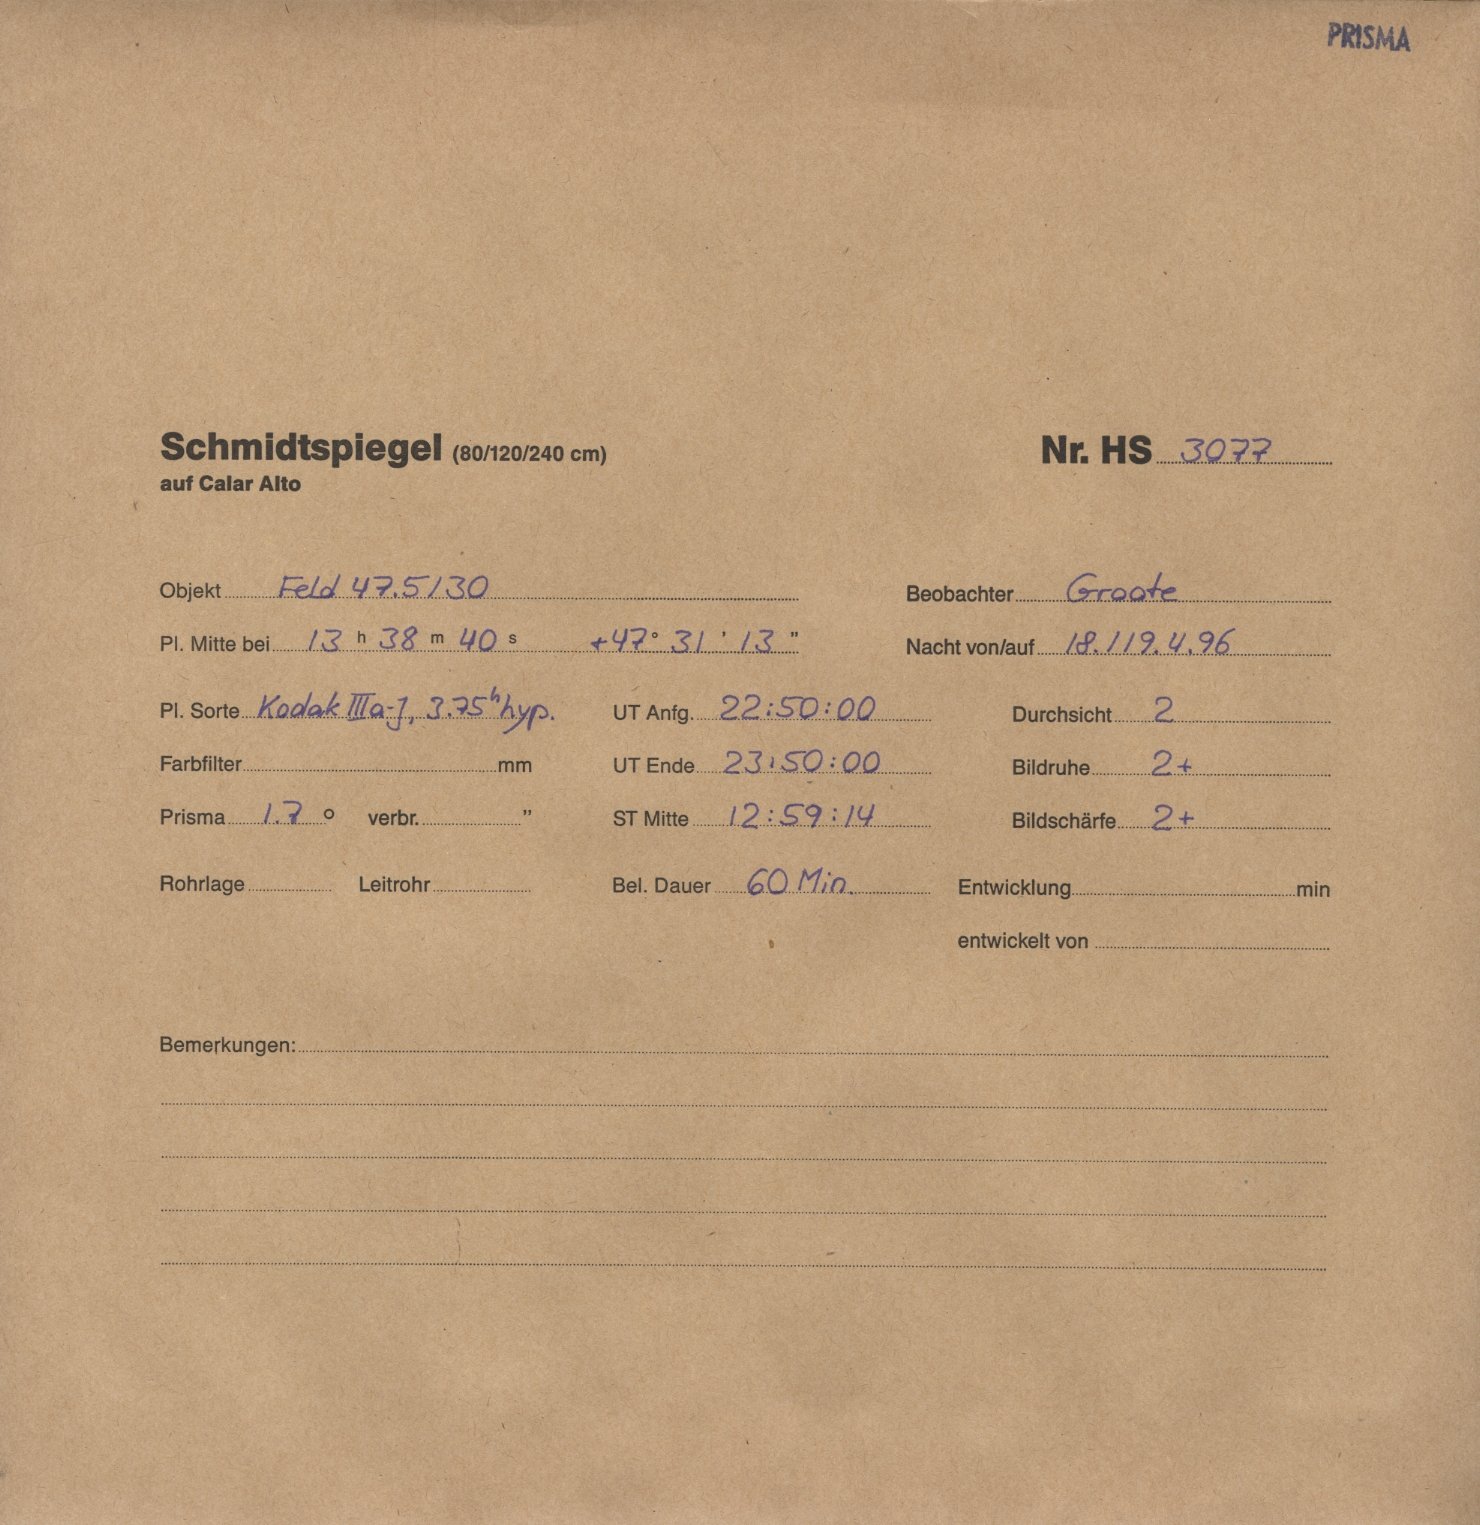 PRISMA
Schmidtspiegel (80/120/240 cm) Nr. HS 3077
auf Calar Alto
Objekt Feld 47.5/30 Beobachter Groote
Pl. Mitte bei 13 h 38 m 40 s +47° 31 ' 13 " Nacht von/auf 18./19.4.96
Pl. Sorte Kodak IIIa-J, 3.75h hyp. UT Anfg. 22:50:00 Durchsicht 2
Farbfilter mm UT Ende 23:50:00 Bildruhe 2+
Prisma 1.7 ° verbr. " ST Mitte 12:59:14 Bildschärfe 2+
Rohrlage Leitrohr Bel. Dauer 60 Min. Entwicklung min
entwickelt von
Bemerkungen: